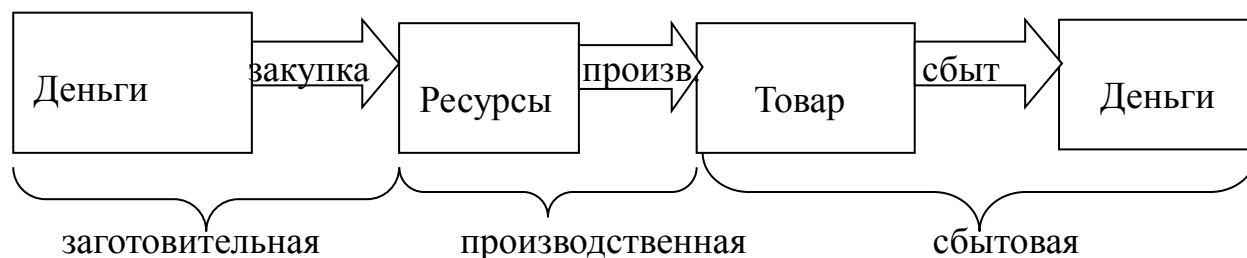 Деньги
закупка
Ресурсы
произв.
Товар
сбыт
Деньги
заготовительная
производственная
сбытовая